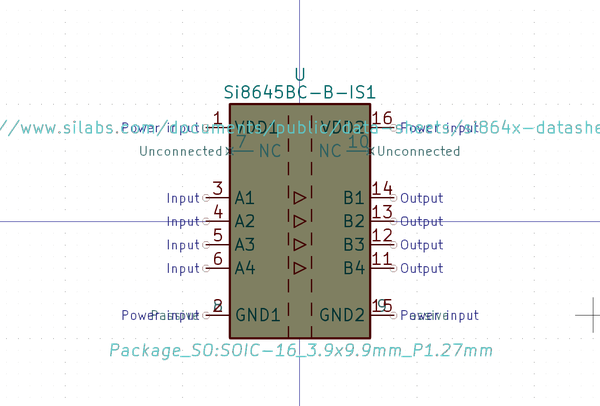 U
Si8645BC-B-IS1
//www.silabs.com/documents/public/data-sheets/si864x-datashe
Power input 1 VDD1 VDD2 16 Power input
Unconnected 7 NC NC 10 Unconnected
Input 3 A1 B1 14 Output
Input 4 A2 B2 13 Output
Input 5 A3 B3 12 Output
Input 6 A4 B4 11 Output
Power input 2 GND1 GND2 15 Power input
Passive 8 9 Passive
Package_SO:SOIC-16_3.9x9.9mm_P1.27mm